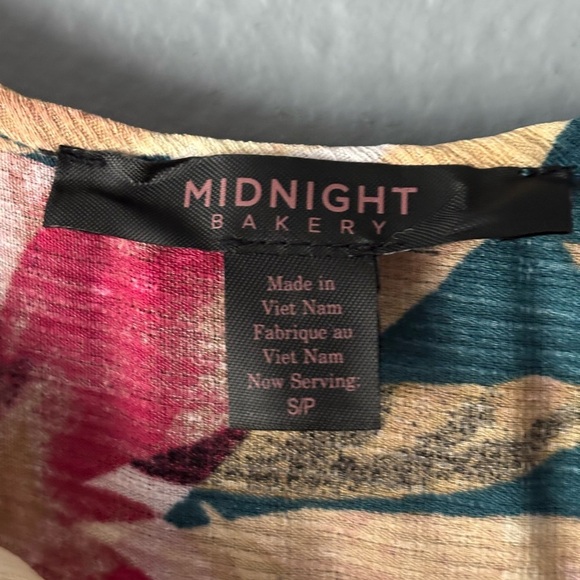 MIDNIGHT
BAKERY
Made in
Viet Nam
Fabrique au
Viet Nam
Now Serving:
S/P